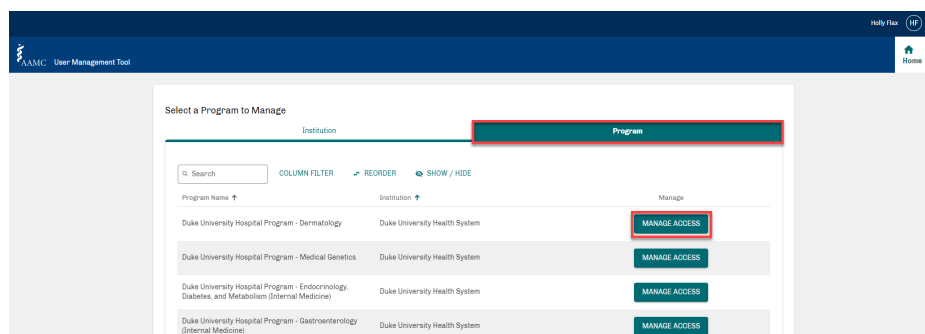 Holly Flax HF
AAMC User Management Tool
Home
Select a Program to Manage
Institution Program
Search COLUMN FILTER REORDER SHOW / HIDE
Program Name Institution Manage
Duke University Hospital Program - Dermatology Duke University Health System MANAGE ACCESS
Duke University Hospital Program - Medical Genetics Duke University Health System MANAGE ACCESS
Duke University Hospital Program - Endocrinology,
Diabetes, and Metabolism (Internal Medicine) Duke University Health System MANAGE ACCESS
Duke University Hospital Program - Gastroenterology
(Internal Medicine) Duke University Health System MANAGE ACCESS